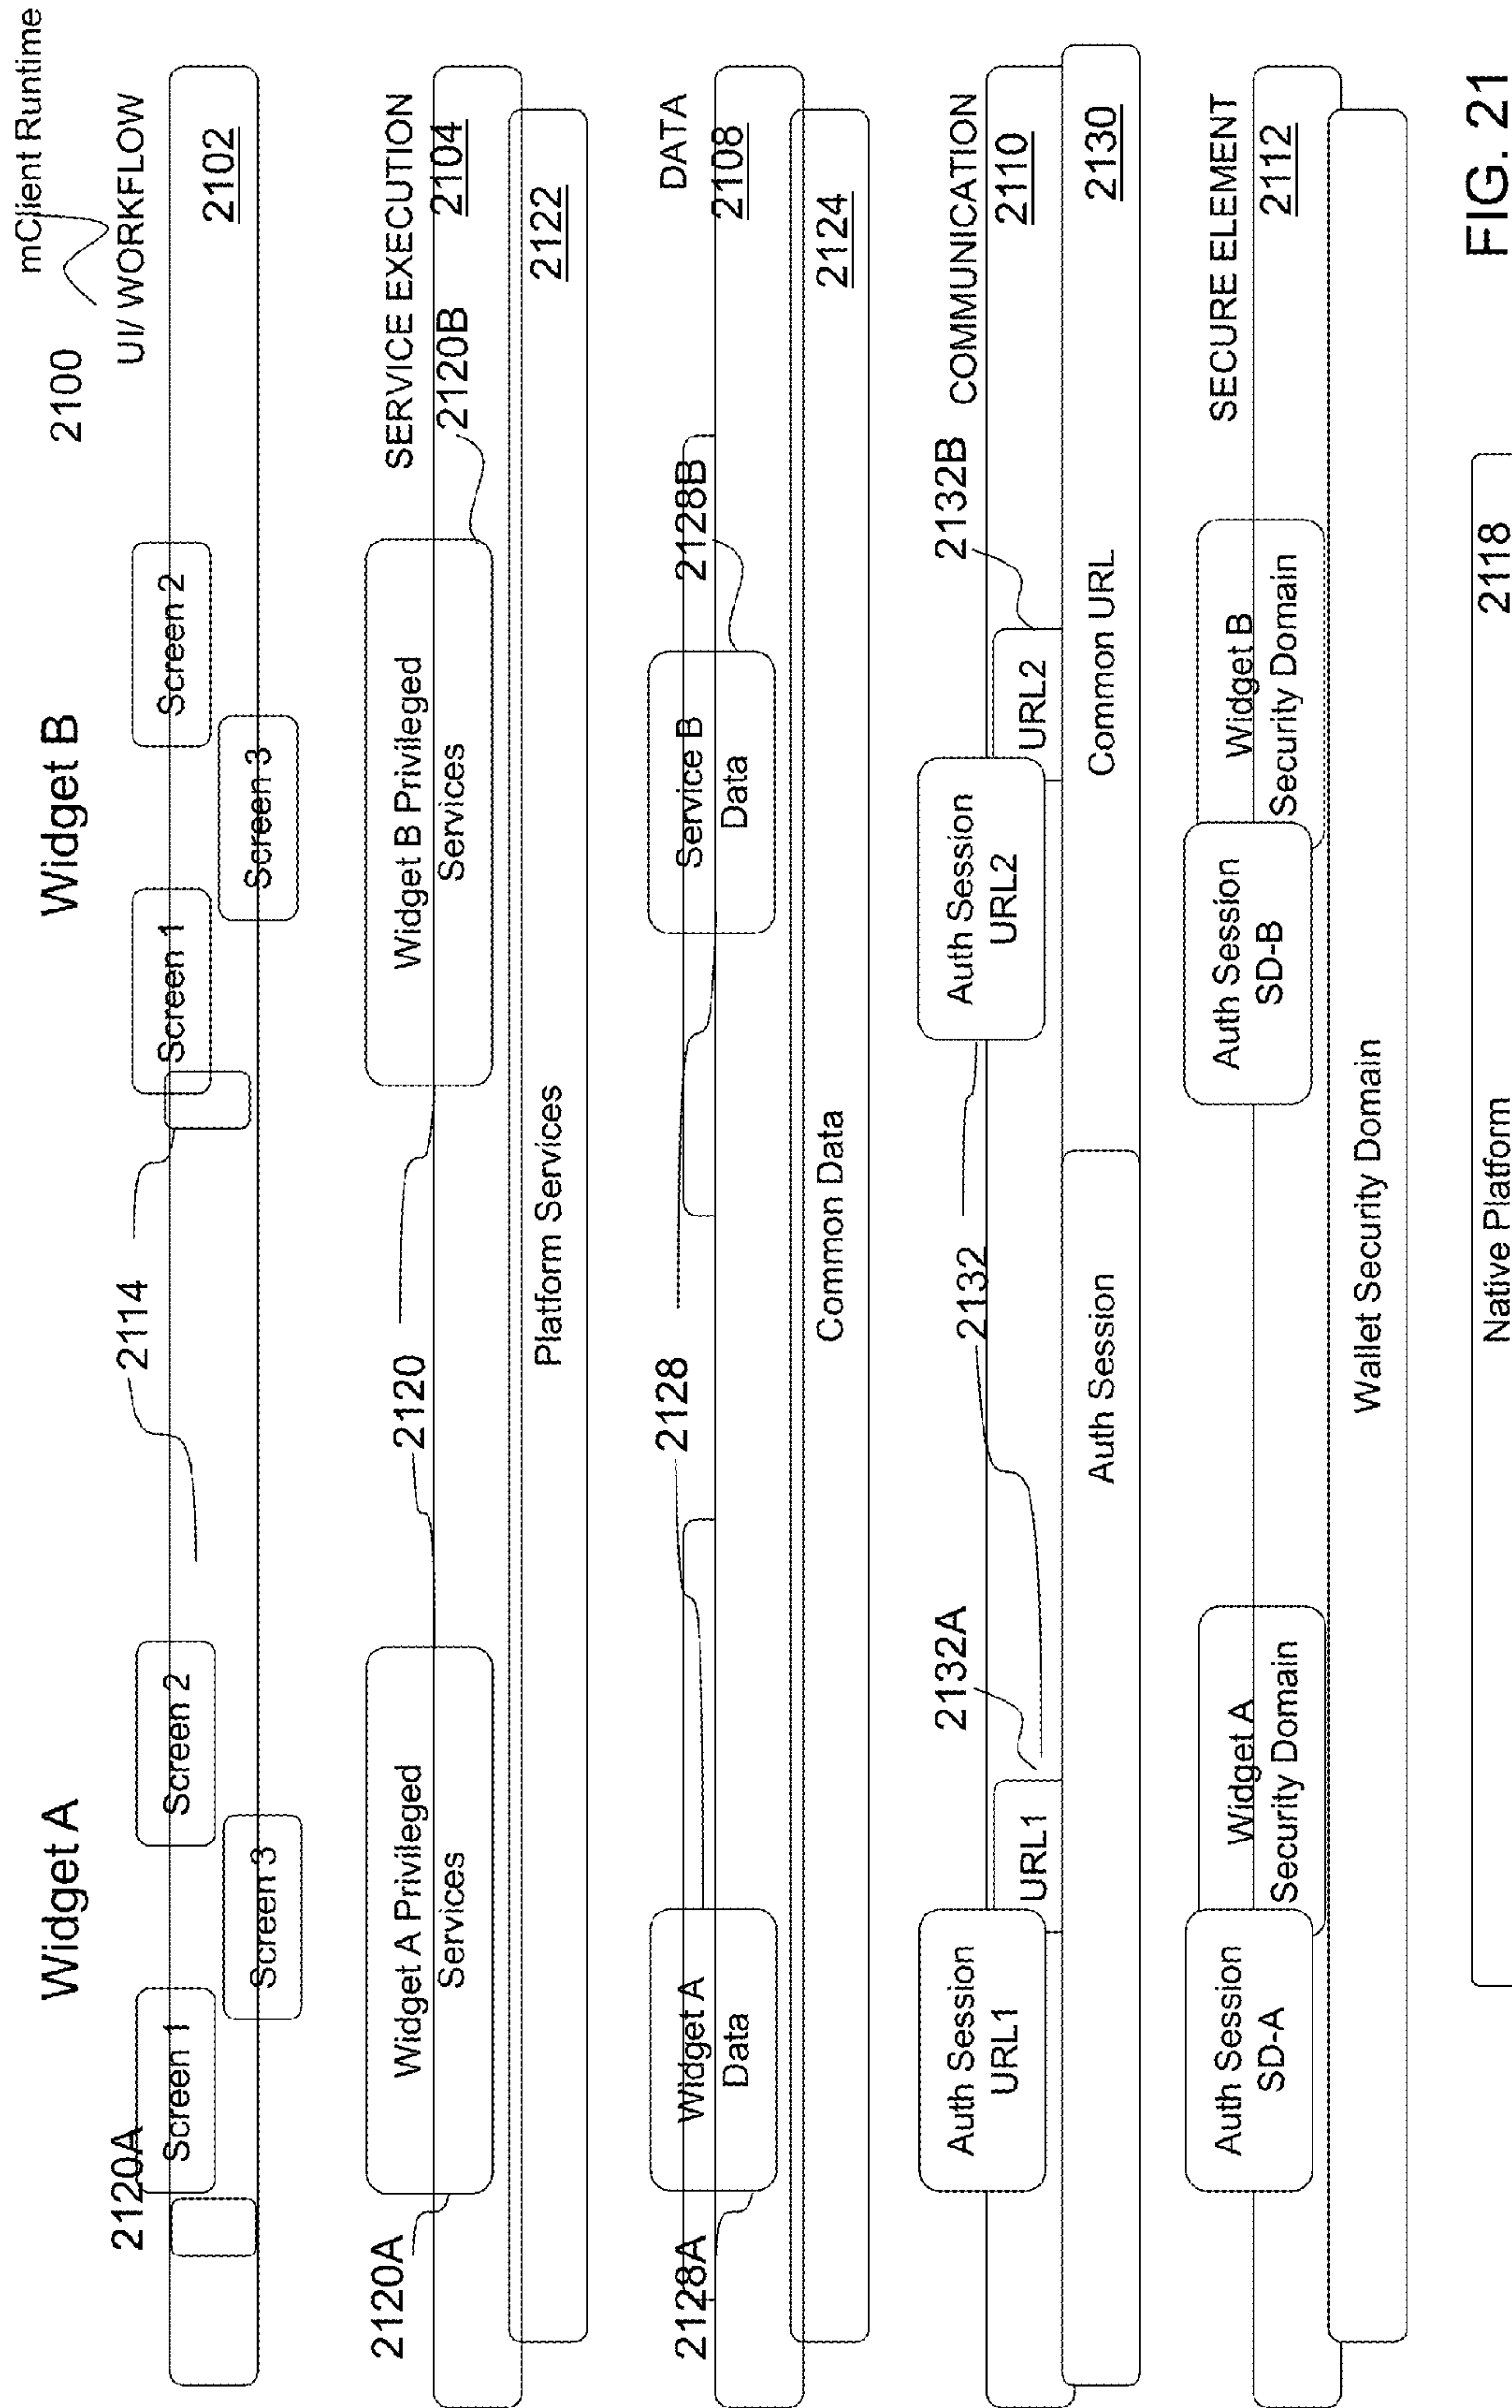 mClient Runtime
2100
Widget A
Widget B
UI/ WORKFLOW
2120A
Screen 1
Screen 2
2114
Screen 1
Screen 2
2102
Screen 3
Screen 3
SERVICE EXECUTION
2120A
Widget A Privileged
Services
2120
Widget B Privileged
Services
2120B
2104
Platform Services
2122
DATA
2128A
Widget A
Data
2128
Service B
Data
2128B
2108
Common Data
2124
2132A
2132B
COMMUNICATION
Auth Session
URL1
URL1
2132
Auth Session
URL2
URL2
2110
Auth Session
Common URL
2130
SECURE ELEMENT
Auth Session
SD-A
Widget A
Security Domain
Auth Session
SD-B
Widget B
Security Domain
2112
Wallet Security Domain
Native Platform
2118
FIG. 21